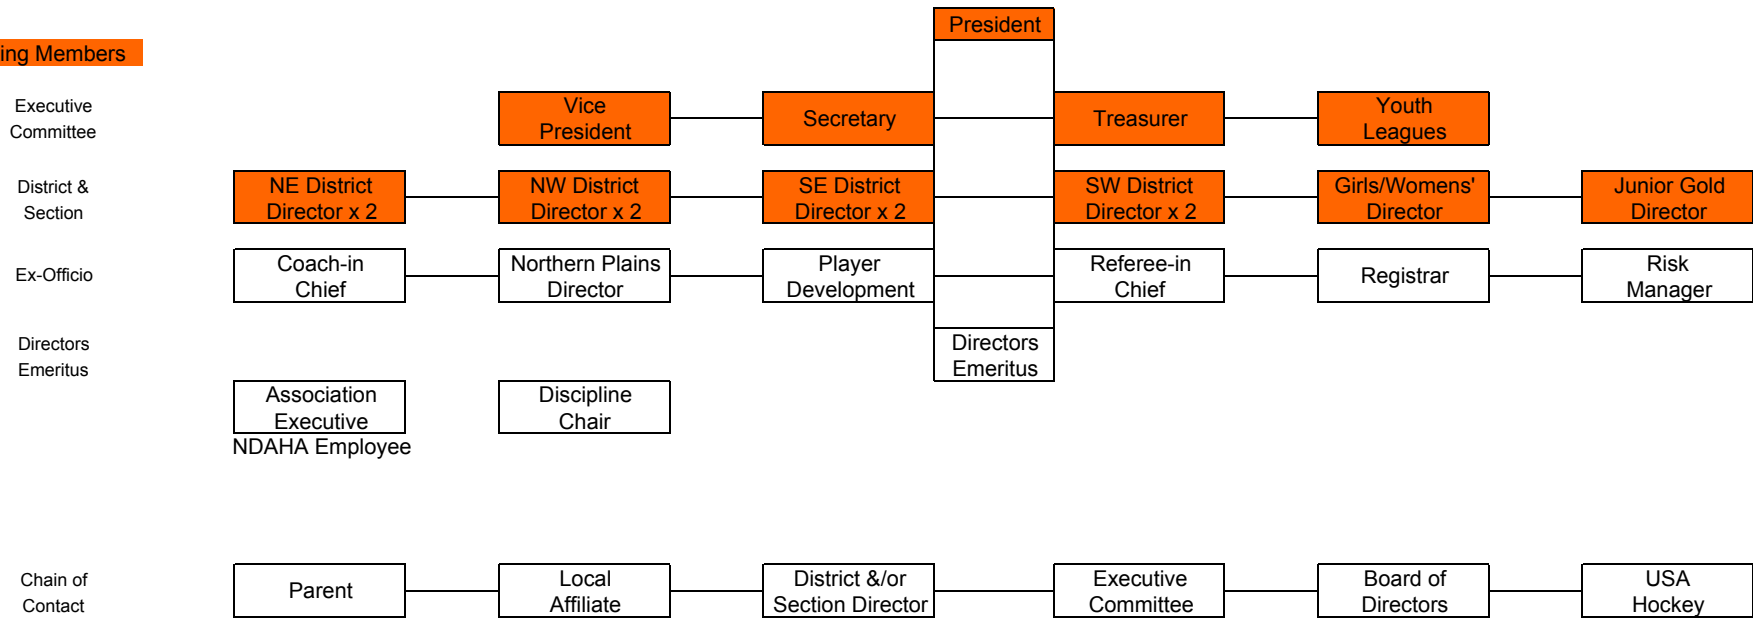 President
ing Members
Executive
Committee
Vice
President
Secretary
Treasurer
Youth
Leagues
District &
Section
NE District
Director x 2
NW District
Director x 2
SE District
Director x 2
SW District
Director x 2
Girls/Womens'
Director
Junior Gold
Director
Ex-Officio
Coach-in
Chief
Northern Plains
Director
Player
Development
Referee-in
Chief
Registrar
Risk
Manager
Directors
Emeritus
Directors
Emeritus
Association
Executive
NDAHA Employee
Discipline
Chair
Chain of
Contact
Parent
Local
Affiliate
District &/or
Section Director
Executive
Committee
Board of
Directors
USA
Hockey